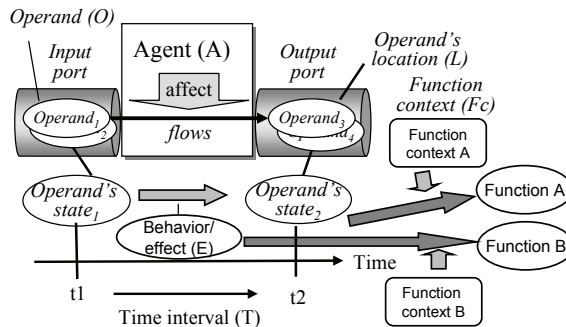 Operand (O)
Input
port
Agent (A)
affect
Output
port
Operand's
location (L)
Function
context (Fc)
Operand1
2
flows
Operand3
Operand4
Function
context A
Operand's
state1
Operand's
state2
Function A
Behavior/
effect (E)
Function B
Time
t1
t2
Time interval (T)
Function
context B